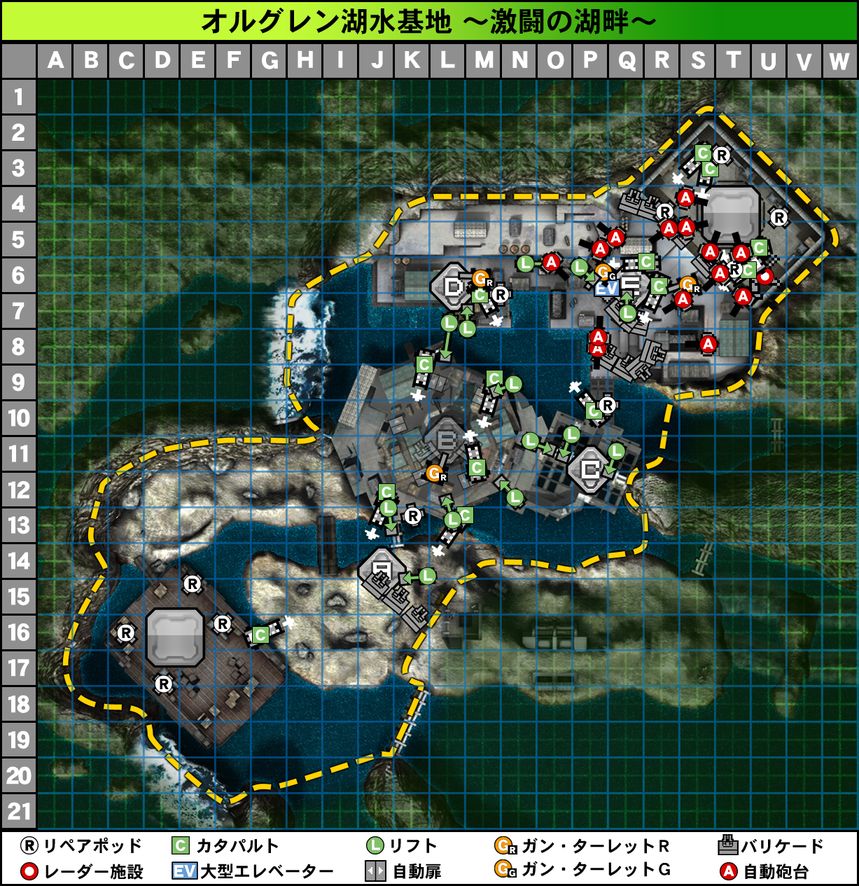 オルグレン湖水基地 ～激闘の湖畔～
A B C D E F G H I J K L M N O P Q R S T U V W
1
2
3
C R
C
4
A
R
R
5
A
A A
A
A A C
L A L
6
D G R
G G
C
A R C
E
EV
C
G R
C R
A
A
7
L
L L
8
A
A
A
9
C
C L
10
C R
11
B
L L
L
C
C
12
G R
C
L
13
L R
L C
14
A
L
15
R
16
R
R
C
17
R
18
19
20
21
R リペアポッド C カタパルト L リフト G R ガン・ターレットR バリケード
レーダー施設 EV 大型エレベーター 自動扉 G G ガン・ターレットG A 自動砲台